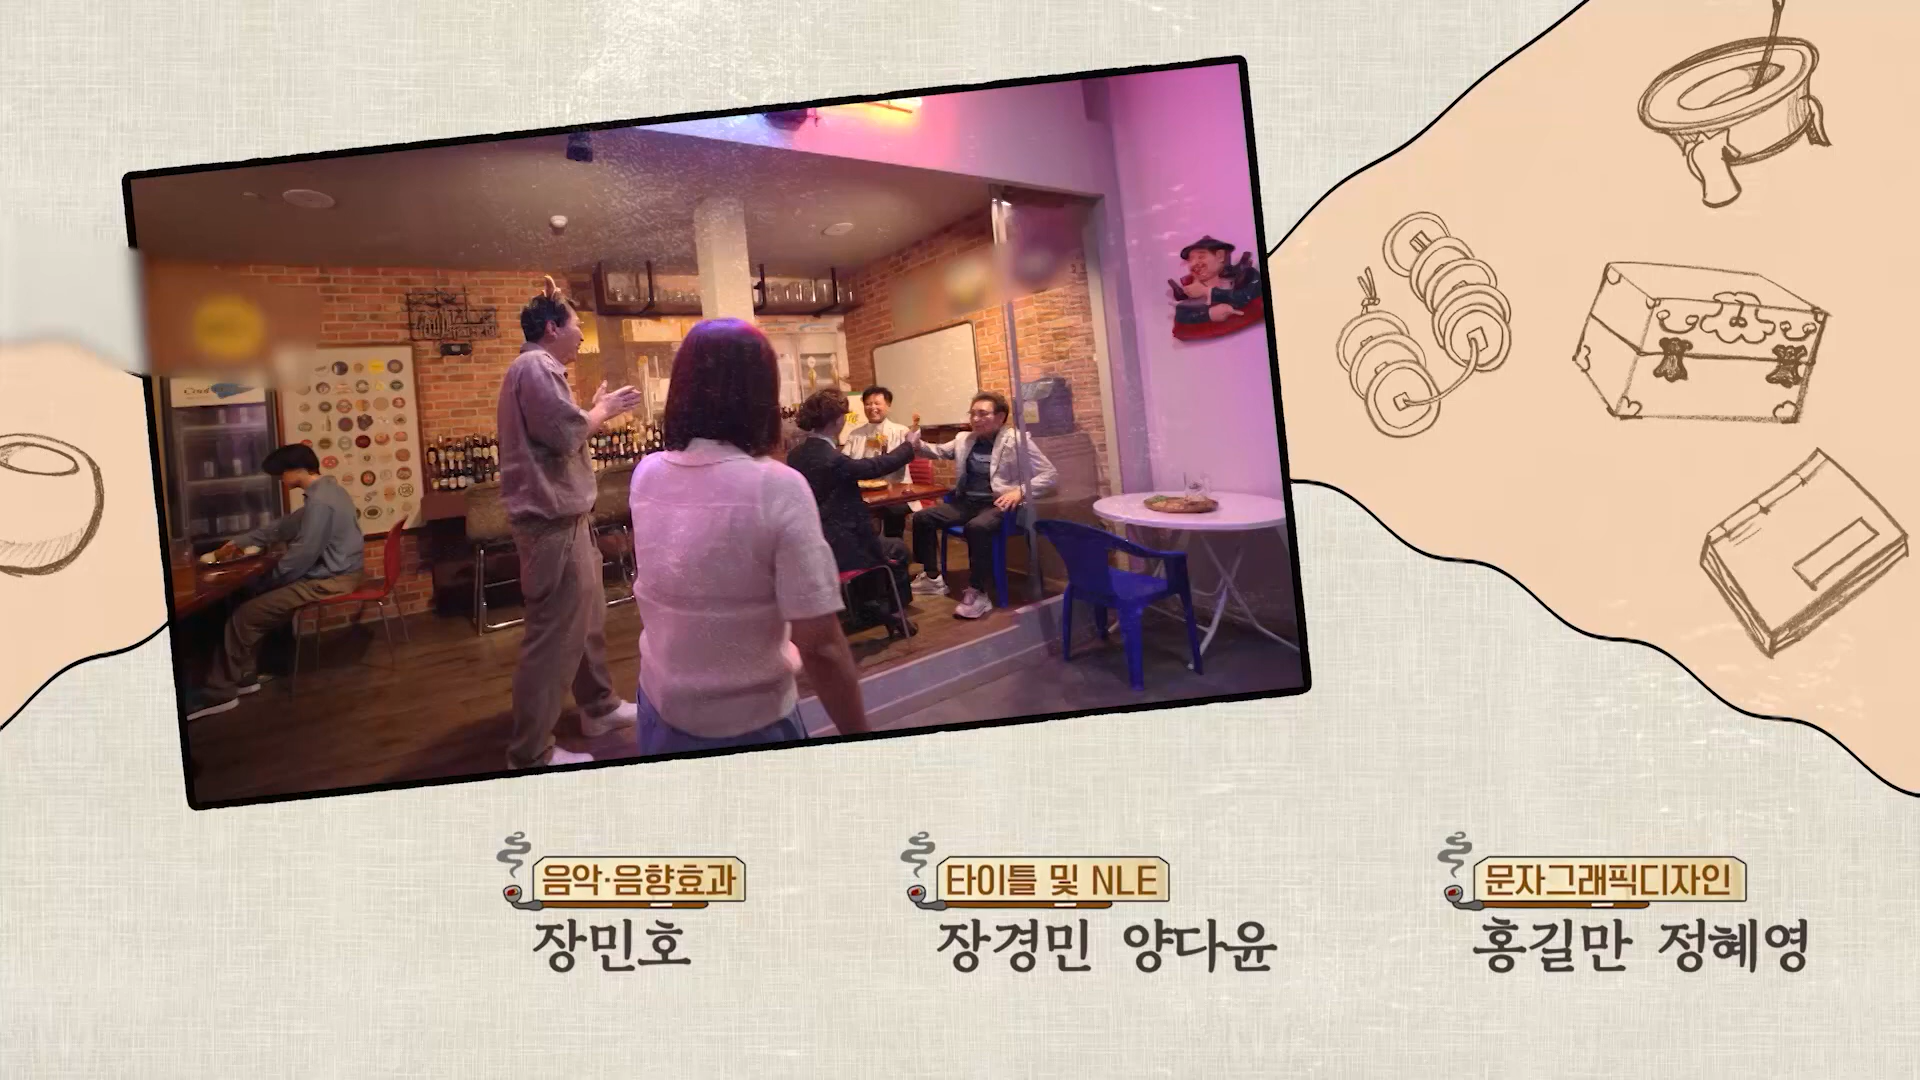 음악·음향효과
장민호
타이틀 및 NLE
장경민 양다윤
문자그래픽디자인
홍길만 정혜영